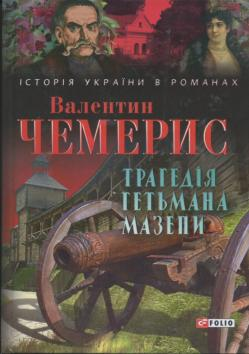 ІСТОРІЯ УКРАЇНИ В РОМАНАХ
Валентин
ЧЕМЕРИС
ТРАГЕДІЯ
ГЕТЬМАНА
МАЗЕПИ
FOLIO